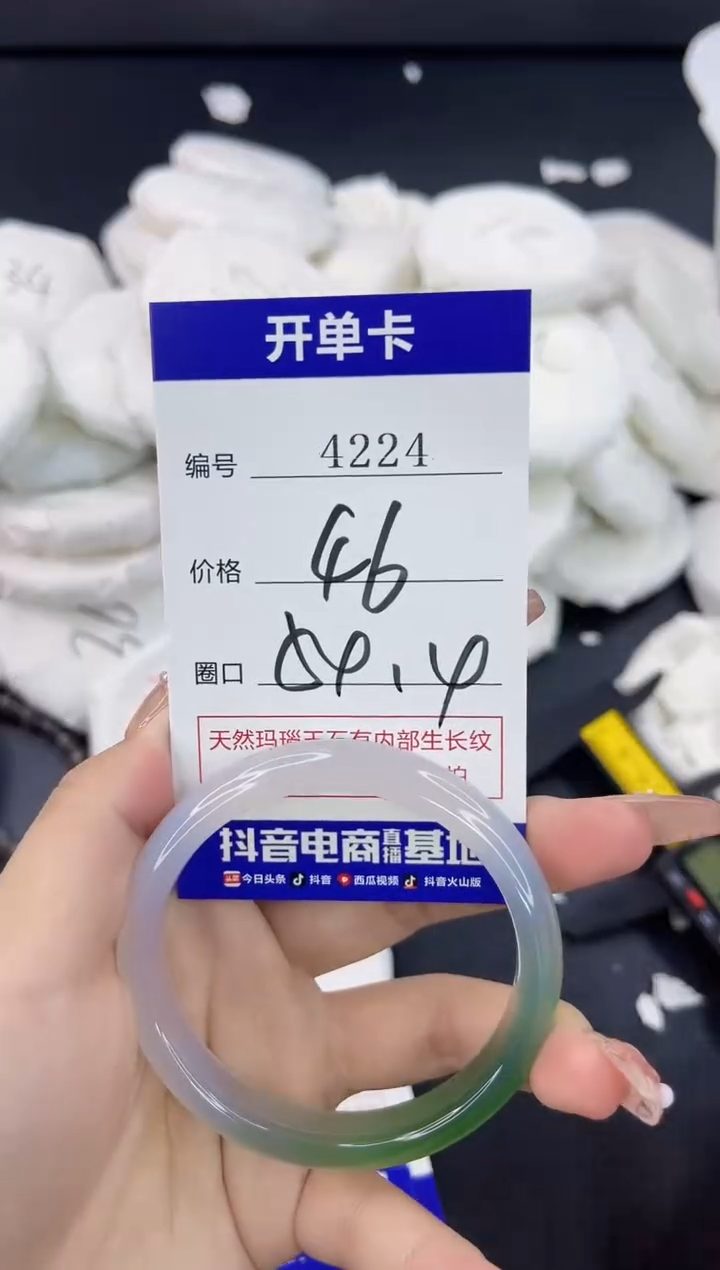 34
36
开单卡
编号 4224
价格 46
圈口 54.4
天然玛瑙玉石有内部生长纹
抖音电商直播基地
今日头条 抖音 西瓜视频 抖音火山版